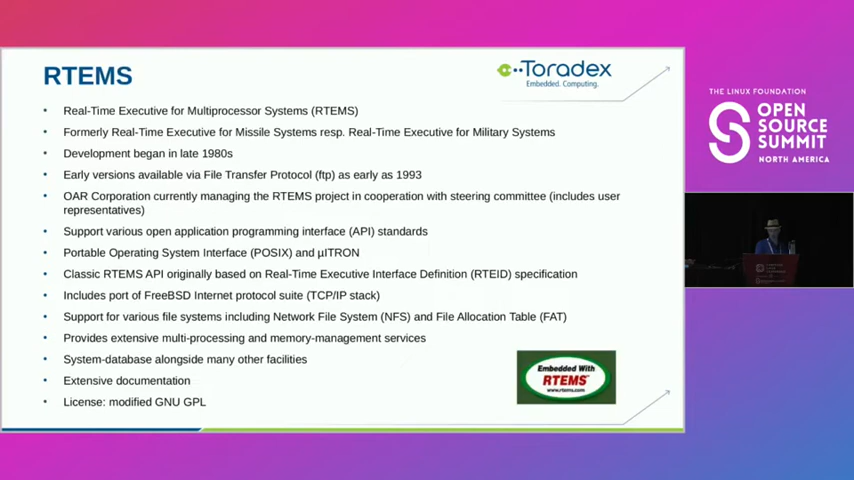 RTEMS
Toradex
Embedded. Computing.
• Real-Time Executive for Multiprocessor Systems (RTEMS)
• Formerly Real-Time Executive for Missile Systems resp. Real-Time Executive for Military Systems
• Development began in late 1980s
• Early versions available via File Transfer Protocol (ftp) as early as 1993
• OAR Corporation currently managing the RTEMS project in cooperation with steering committee (includes user
representatives)
• Support various open application programming interface (API) standards
• Portable Operating System Interface (POSIX) and µITRON
• Classic RTEMS API originally based on Real-Time Executive Interface Definition (RTEID) specification
• Includes port of FreeBSD Internet protocol suite (TCP/IP stack)
• Support for various file systems including Network File System (NFS) and File Allocation Table (FAT)
• Provides extensive multi-processing and memory-management services
• System-database alongside many other facilities
• Extensive documentation
• License: modified GNU GPL
Embedded With
RTEMS
www.rtems.com
THE LINUX FOUNDATION
OPEN
SOURCE
SUMMIT
NORTH AMERICA